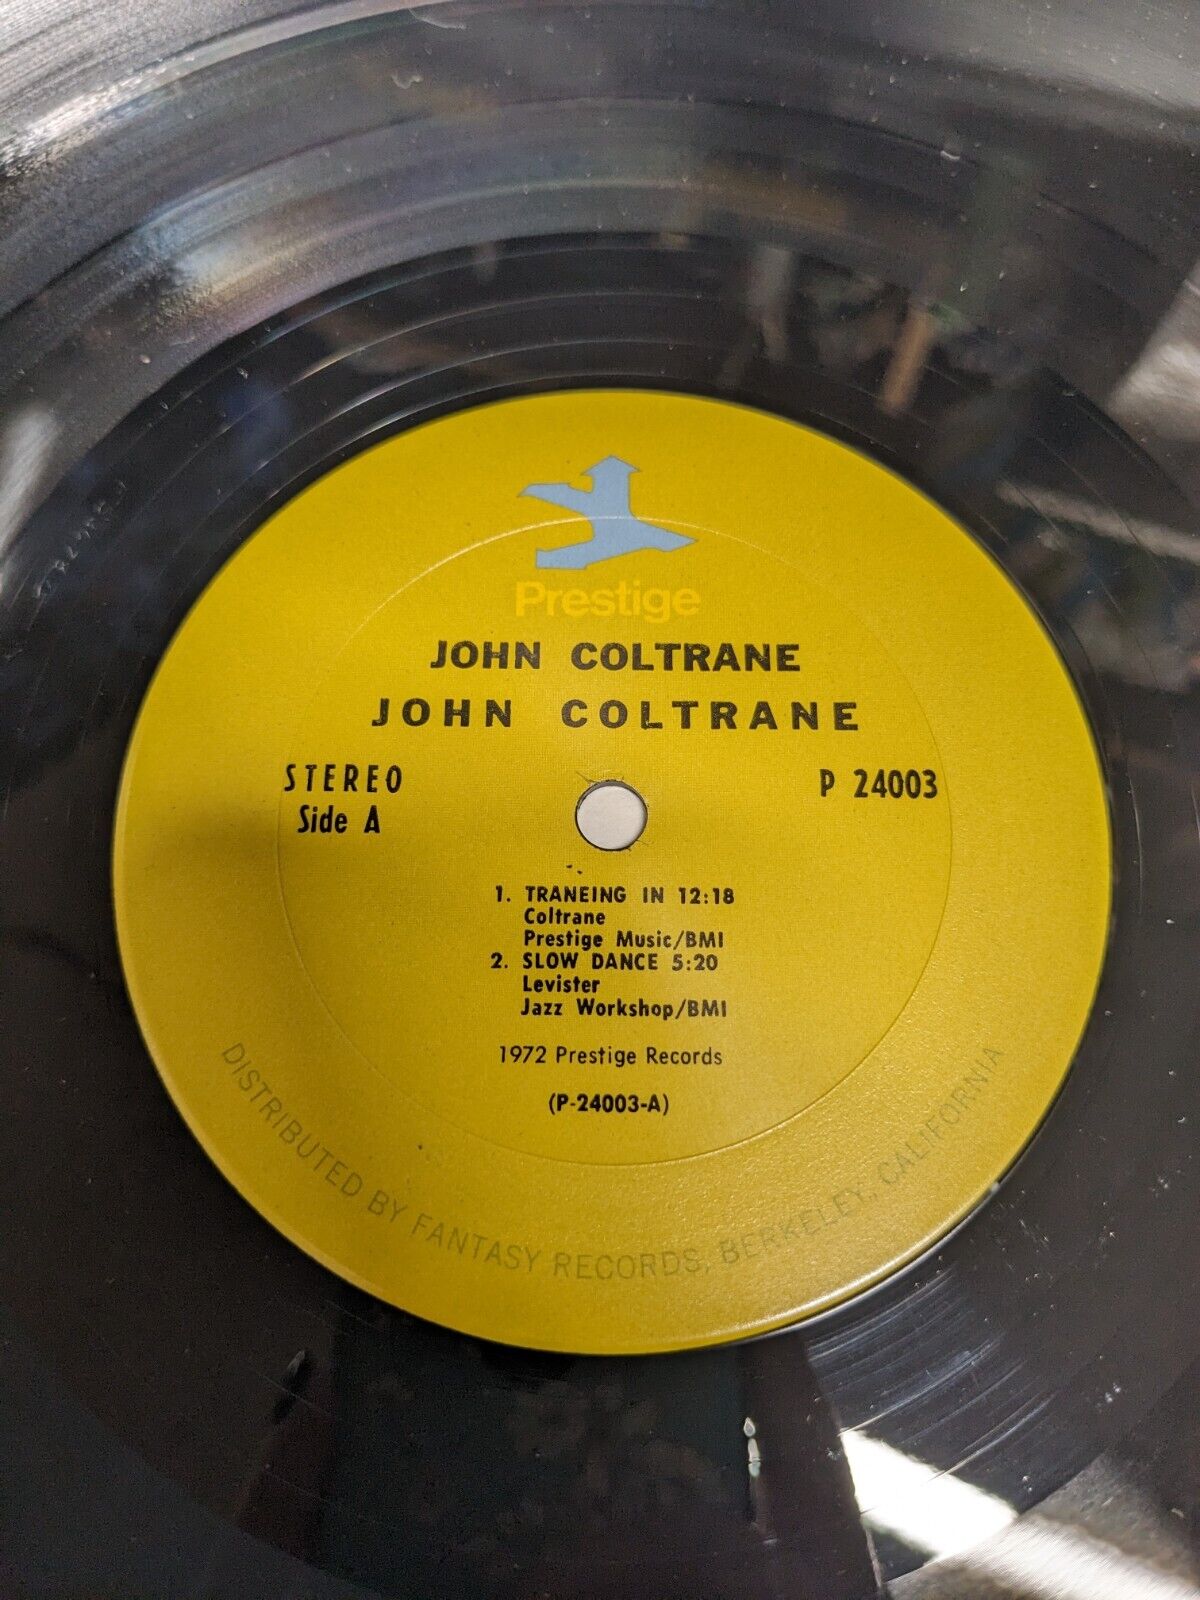 Prestige
JOHN COLTRANE
JOHN COLTRANE
STEREO
Side A
P 24003
1. TRANEING IN 12:18
Coltrane
Prestige Music/BMI
2. SLOW DANCE 5:20
Levister
Jazz Workshop/BMI
1972 Prestige Records
(P-24003-A)
DISTRIBUTED BY FANTASY RECORDS, BERKELEY, CALIFORNIA